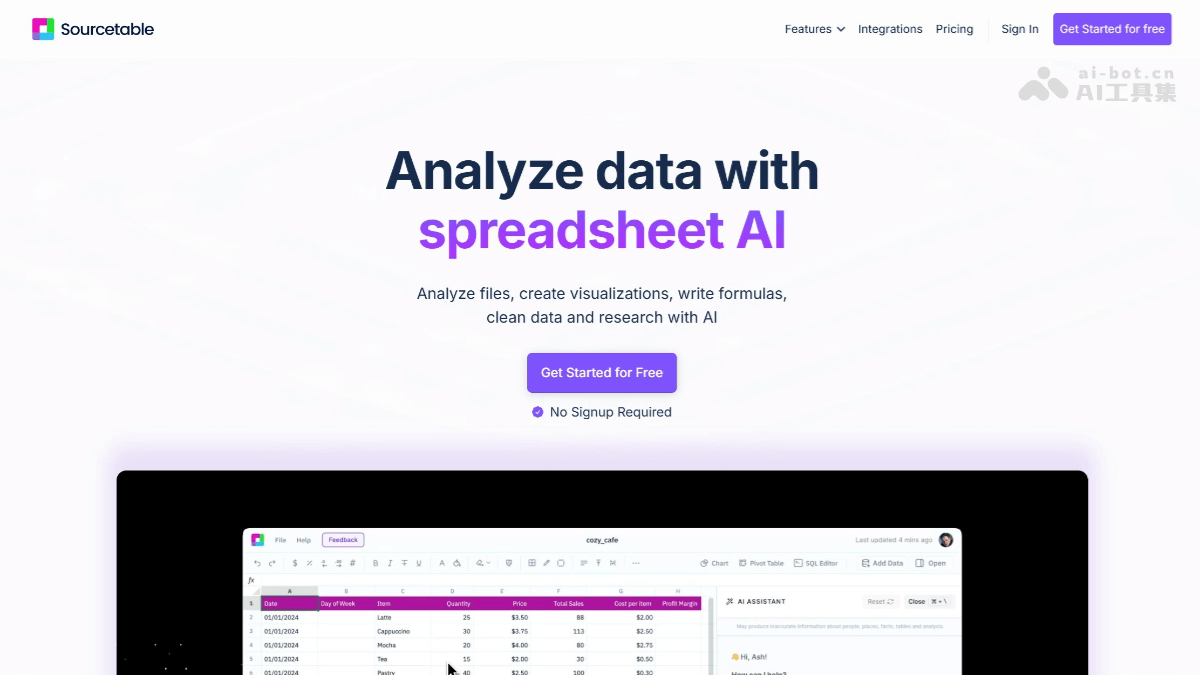 Sourcetable
Features Integrations Pricing Sign In Get Started for free
ai-bot.cn
AI工具集
Analyze data with
spreadsheet AI
Analyze files, create visualizations, write formulas,
clean data and research with AI
Get Started for Free
No Signup Required
File Help Feedback cozy_cafe Last updated 4 mins ago
$ % # B I T U A Chart Pivot Table SQL Editor Add Data Open
fx
A B C D E F G H
1 Date Day of Week Item Quantity Price Total Sales Cost per item Profit Margin
AI ASSISTANT Reset Close ⌘ + \
2 01/01/2024 Latte 25 $3.50 88 $2.00
3 01/01/2024 Cappuccino 30 $3.75 113 $2.50
May produce inaccurate information about people, places, facts, tables and analysis.
4 01/01/2024 Mocha 20 $4.00 80 $2.75
5 01/01/2024 Tea 15 $2.00 30 $0.50
👋 Hi, Ash!
6 01/01/2024 Pastry 40 $2.50 100 $0.30
How can I help?